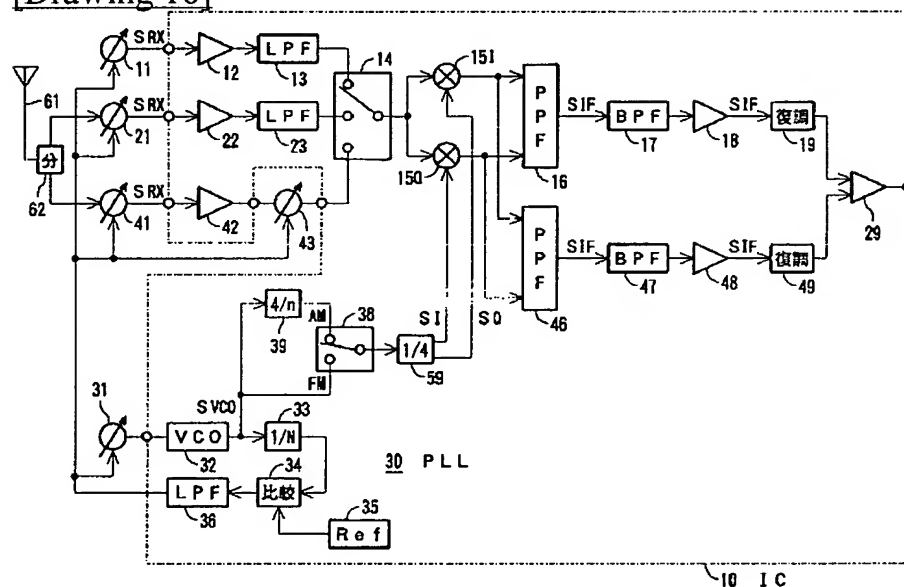 [Drawing
SRX 11 12 LPF 13 14 15I
61 SRX 21 22 LPF 23 15Q
分 62
SRX 41 42 43
PPF 16 SIF BPF 17 18 SIF 復調 19
29
PPF 46 SIF BPF 47 48 SIF 復調 49
4/n 39 AM 38 SI SQ
FM 1/4 59
31 SVCO 33
VCO 32 1/N
34 30 PLL
LPF 36 比較 35
Ref
10 IC